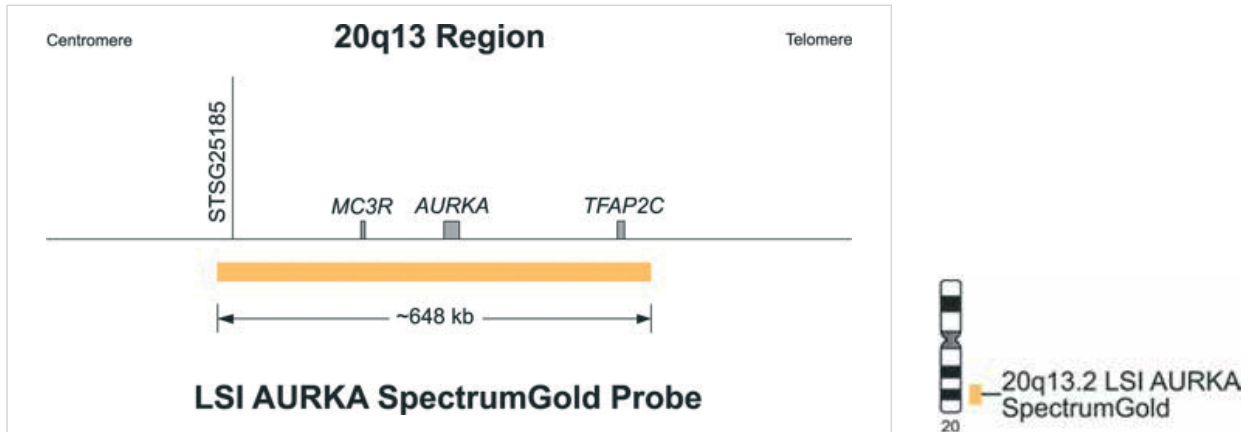 Centromere
20q13 Region
Telomere
STSG25185
MC3R
AURKA
TFAP2C
~648 kb
LSI AURKA SpectrumGold Probe
20q13.2 LSI AURKA
SpectrumGold
20